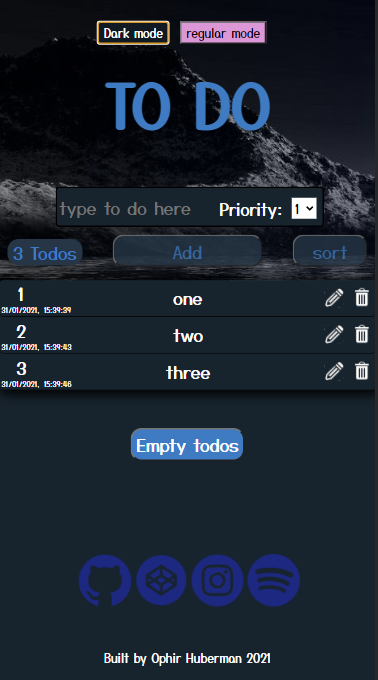 Dark mode regular mode
TO DO
type to do here Priority: 1
3 Todos Add sort
1 one
31/01/2021, 15:39:39
2 two
31/01/2021, 15:39:43
3 three
31/01/2021, 15:39:46
Empty todos
Built by Ophir Huberman 2021